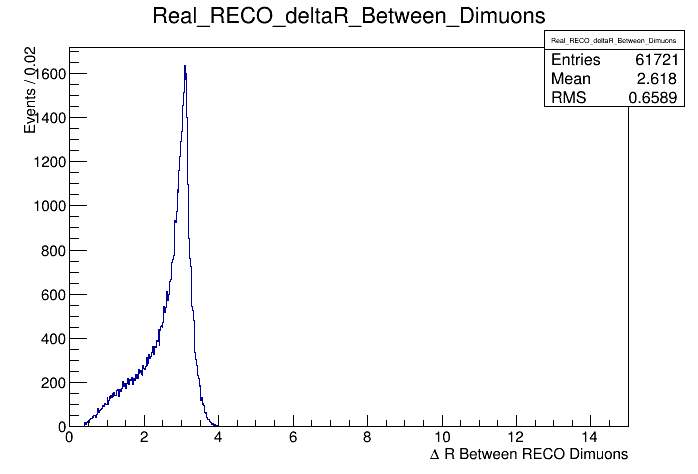 Real_RECO_deltaR_Between_Dimuons
Real_RECO_deltaR_Between_Dimuons
Entries 61721
Mean 2.618
RMS 0.6589
Events / 0.02
1600
1400
1200
1000
800
600
400
200
0
0 2 4 6 8 10 12 14
Δ R Between RECO Dimuons